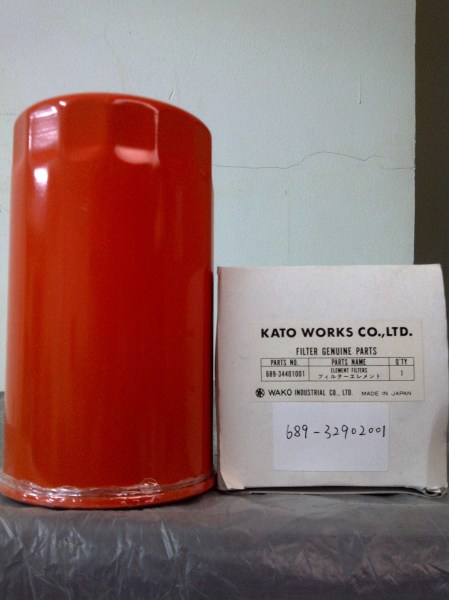 KATO WORKS CO.,LTD.
FILTER GENUINE PARTS
PARTS NO. PARTS NAME Q'TY
689-34401001 ELEMENT FILTERS フィルターエレメント 1
WAKO INDUSTRIAL CO., LTD. MADE IN JAPAN
689-32902001